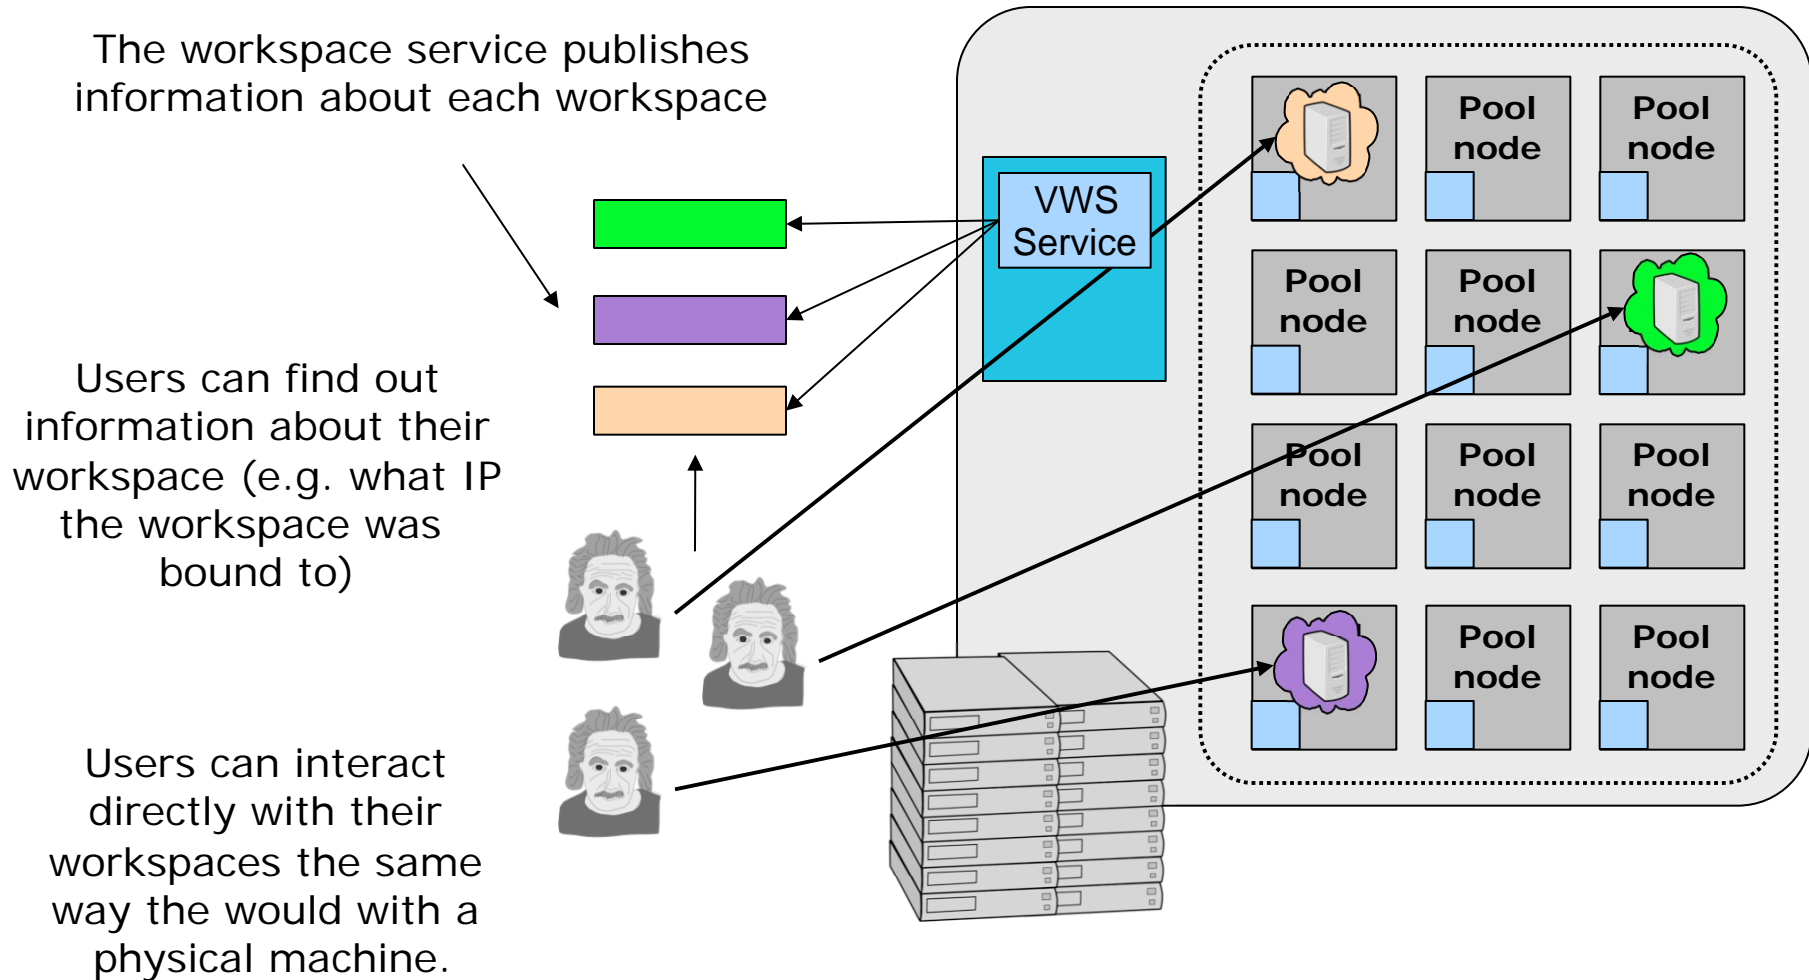 The workspace service publishes
information about each workspace
Users can find out
information about their
workspace (e.g. what IP
the workspace was
bound to)
Users can interact
directly with their
workspaces the same
way the would with a
physical machine.
VWS
Service
Pool
node
Pool
node
Pool
node
Pool
node
Pool
node
Pool
node
Pool
node
Pool
node
Pool
node